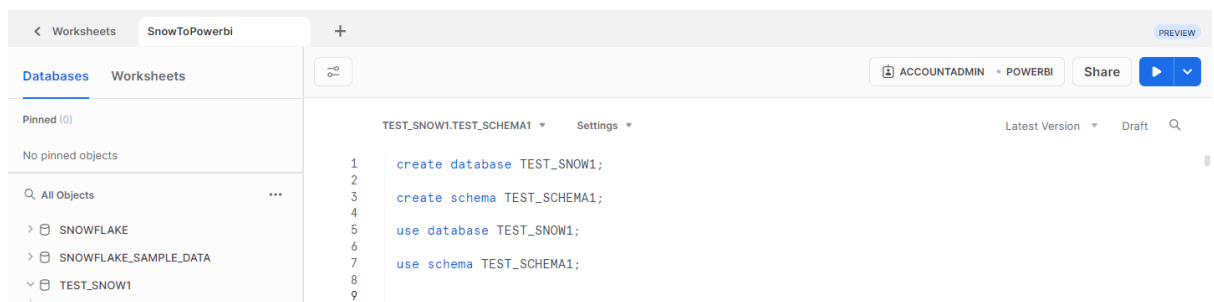 Worksheets SnowToPowerbi + PREVIEW
Databases Worksheets ACCOUNTADMIN • POWERBI Share
Pinned (0)
TEST_SNOW1.TEST_SCHEMA1 Settings Latest Version Draft
No pinned objects
1 create database TEST_SNOW1;
2
All Objects ...
3 create schema TEST_SCHEMA1;
4
SNOWFLAKE
5 use database TEST_SNOW1;
6
SNOWFLAKE_SAMPLE_DATA
7 use schema TEST_SCHEMA1;
8
TEST_SNOW1
9